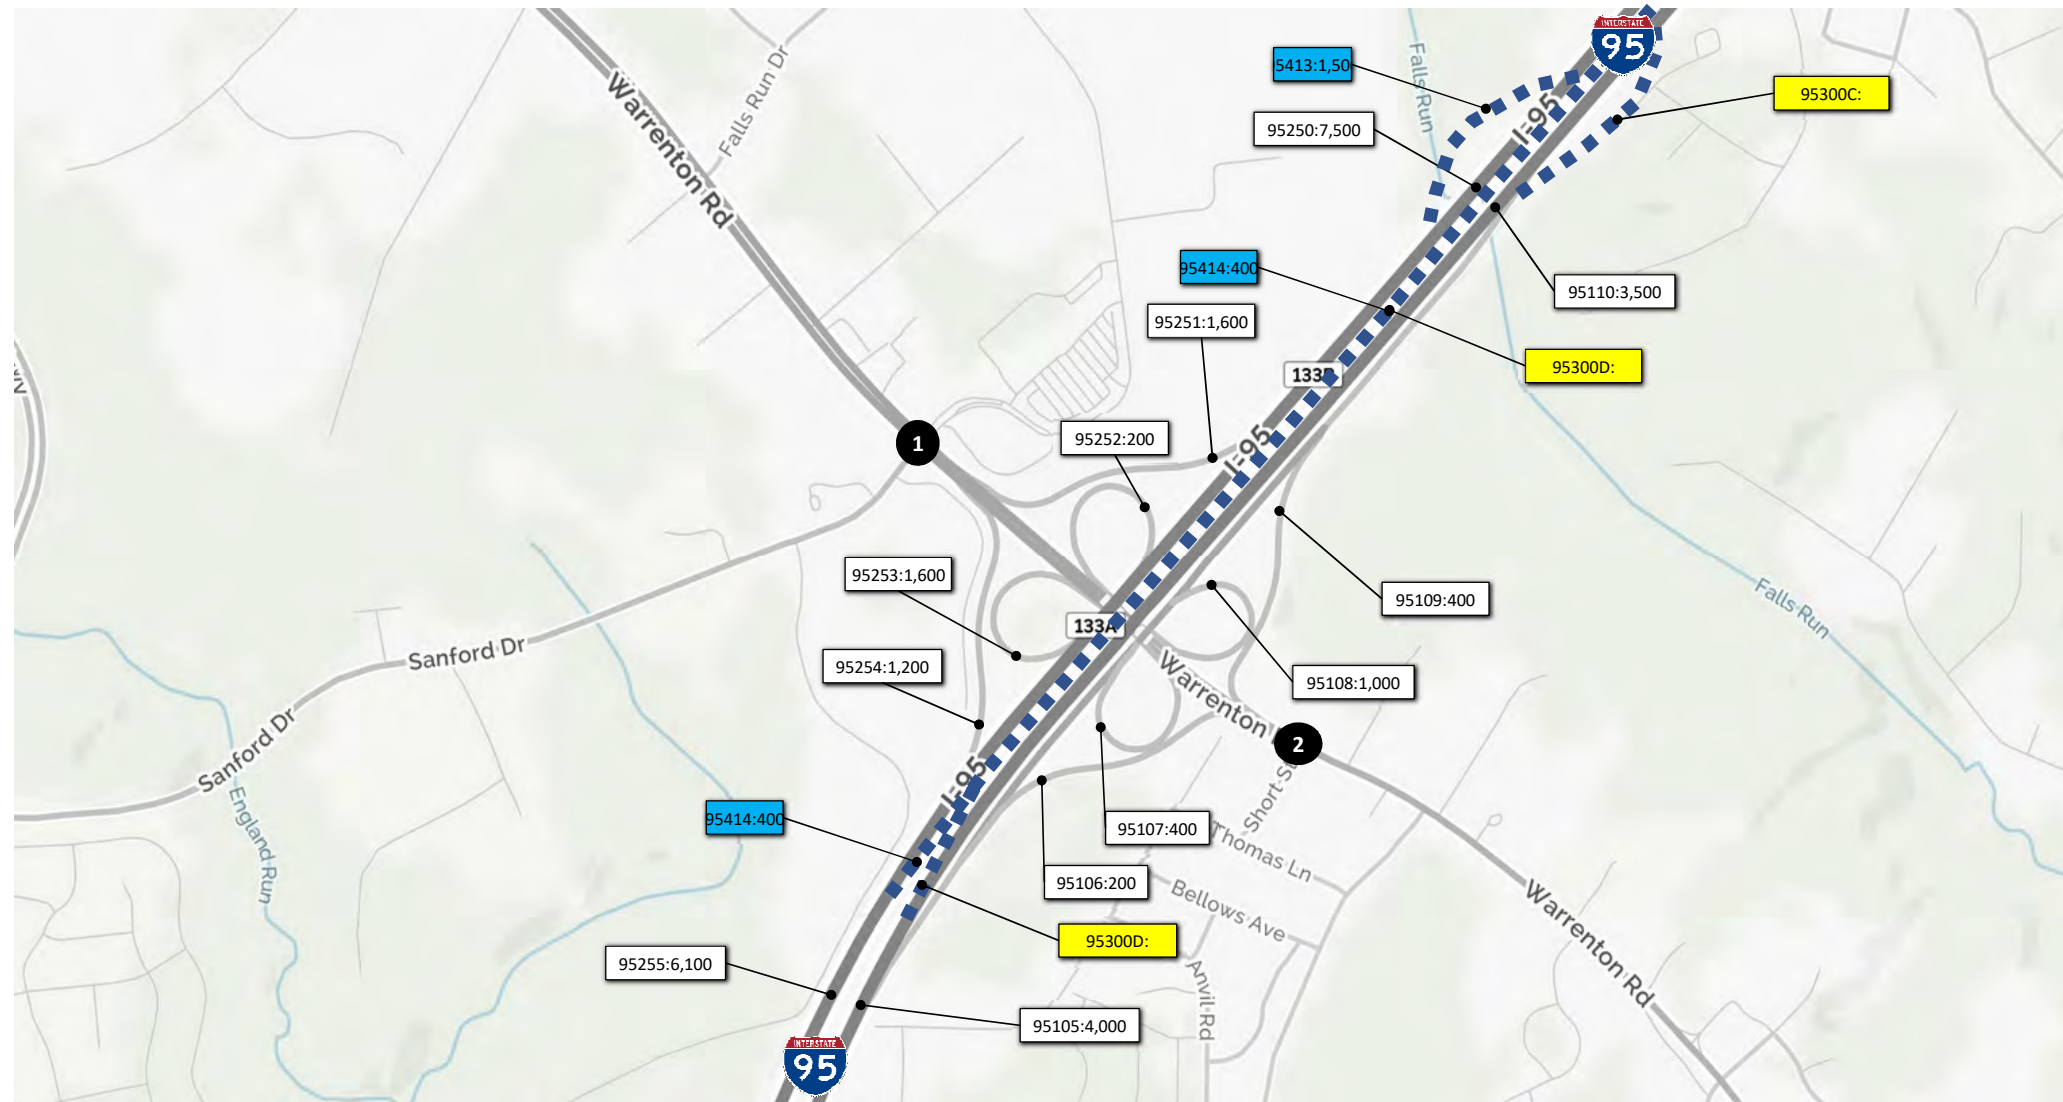 INTERSTATE
95
5413:1,50
95300C:
Falls Run
I-95
Falls Run Dr
Warrenton Rd
95250:7,500
95414:400
95110:3,500
95251:1,600
95300D:
133B
1
95252:200
I-95
95253:1,600
95109:400
Falls Run
133A
Sanford Dr
95254:1,200
95108:1,000
Warrenton
2
Sanford Dr
I-95
Short St
England Run
95414:400
95107:400
Thomas Ln
95106:200
Bellows Ave
Warrenton Rd
95300D:
95255:6,100
Anvil Rd
95105:4,000
INTERSTATE
95